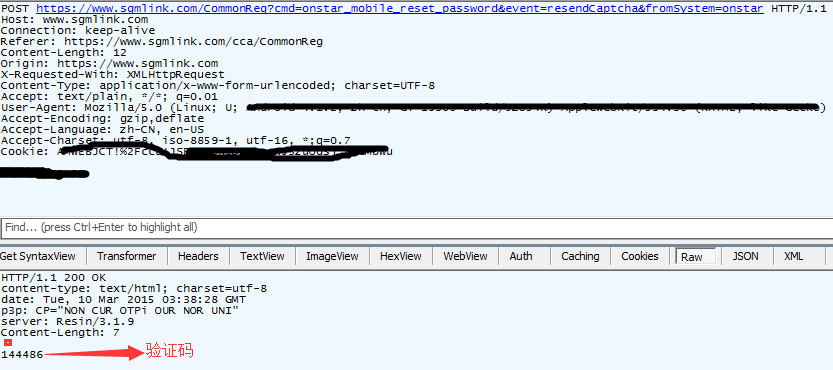 POST https://www.sgmlink.com/CommonReq?cmd=onstar_mobile_reset_password&event=resendCaptcha&fromSystem=onstar HTTP/1.1
Host: www.sgmlink.com
Connection: keep-alive
Referer: https://www.sgmlink.com/cca/CommonReg
Content-Length: 12
Origin: https://www.sgmlink.com
X-Requested-With: XMLHttpRequest
Content-Type: application/x-www-form-urlencoded; charset=UTF-8
Accept: text/plain, */*; q=0.01
User-Agent: Mozilla/5.0 (Linux; U;
Accept-Encoding: gzip,deflate
Accept-Language: zh-CN, en-US
Accept-Charset: utf-8, iso-8859-1, utf-16, *;q=0.7
Cookie:
Find... (press Ctrl+Enter to highlight all)
Get SyntaxView Transformer Headers TextView ImageView HexView WebView Auth Caching Cookies Raw JSON XML
HTTP/1.1 200 OK
content-type: text/html; charset=utf-8
date: Tue, 10 Mar 2015 03:38:28 GMT
p3p: CP="NON CUR OTPi OUR NOR UNI"
server: Resin/3.1.9
Content-Length: 7
144486 验证码